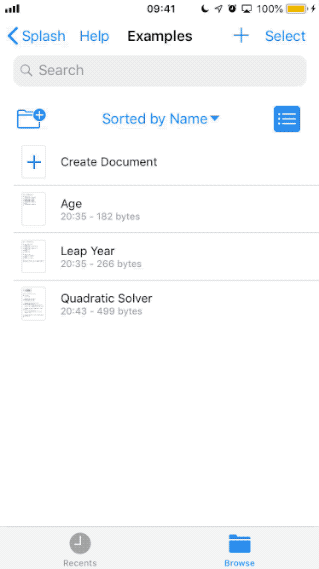 09:41 100%
Splash Help Examples Select
Search
Sorted by Name
Create Document
Age
20:35 - 182 bytes
Leap Year
20:35 - 266 bytes
Quadratic Solver
20:43 - 499 bytes
Recents Browse